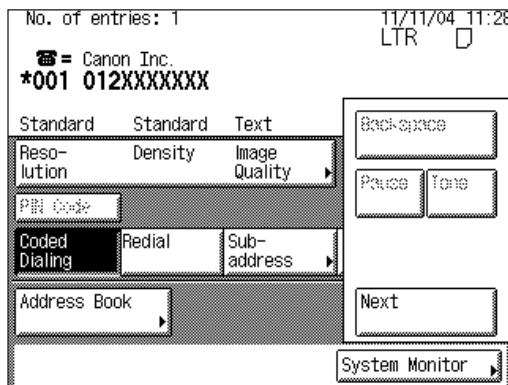 No. of entries: 1 11/11/04 11:28
LTR
☎= Canon Inc.
*001 012XXXXXXX
Standard Standard Text
Backspace
Reso-
lution
Density
Image
Quality
Pause Tone
PIN Code
Coded
Dialing
Redial
Sub-
address
Address Book
Next
System Monitor